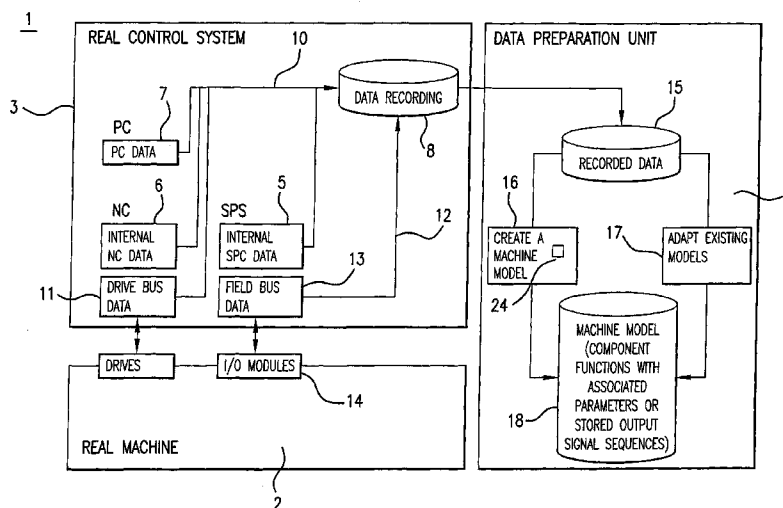 1
REAL CONTROL SYSTEM
10
DATA PREPARATION UNIT
3
7
PC
PC DATA
DATA RECORDING
8
15
RECORDED DATA
NC
6
INTERNAL
NC DATA
SPS
5
INTERNAL
SPC DATA
12
16
CREATE A
MACHINE
MODEL
24
17
ADAPT EXISTING
MODELS
11
DRIVE BUS
DATA
13
FIELD BUS
DATA
DRIVES
I/O MODULES
14
MACHINE MODEL
(COMPONENT
FUNCTIONS WITH
ASSOCIATED
PARAMETERS OR
STORED OUTPUT
SIGNAL SEQUENCES)
18
REAL MACHINE
2